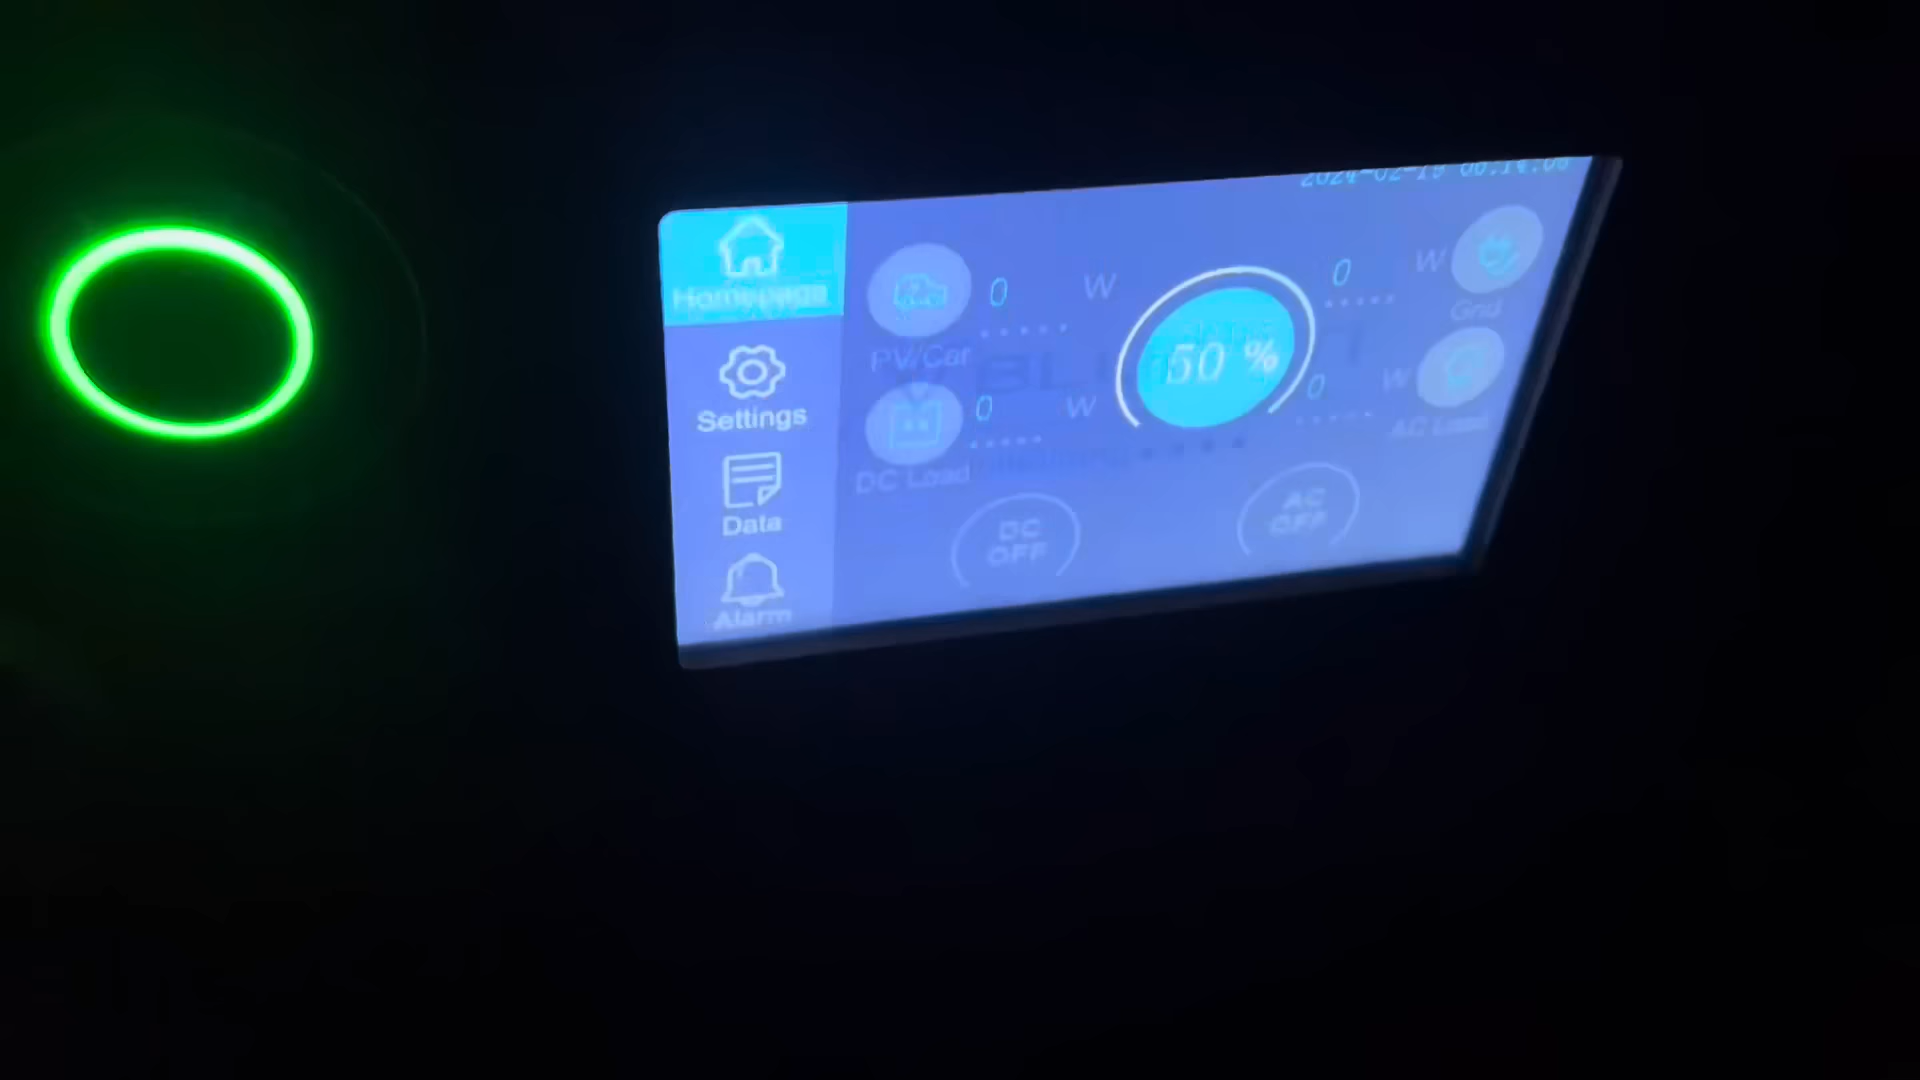 2024-02-19
Homepage
Settings
Data
Alarm
0 W
PV/Car
0 W
DC Load
50 %
0 W
Grid
0 W
AC Load
DC
OFF
AC
OFF